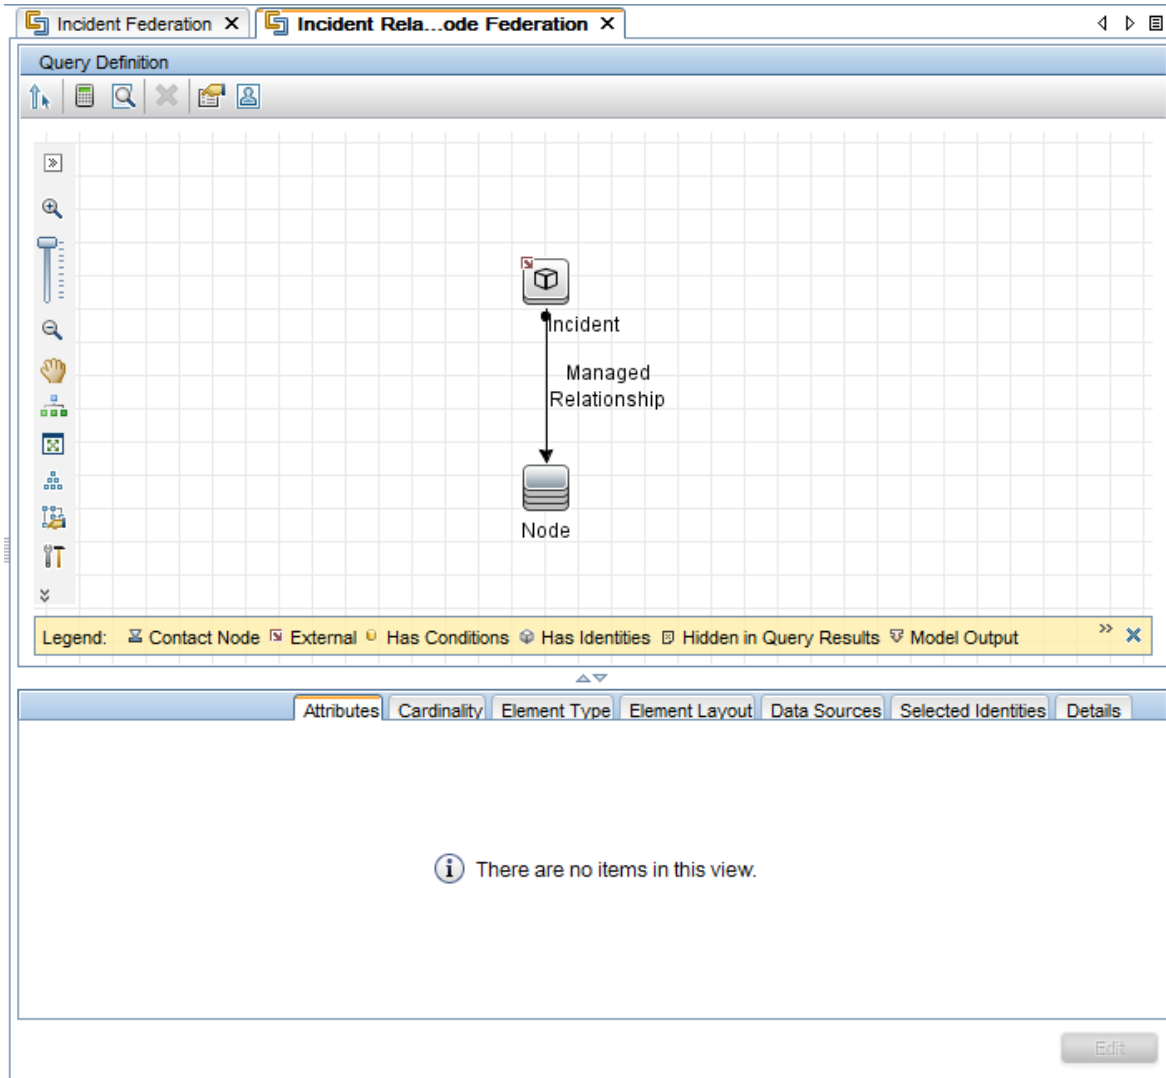 Incident Federation
Incident Rela...ode Federation
Query Definition
Incident
Managed
Relationship
Node
Legend: Contact Node External Has Conditions Has Identities Hidden in Query Results Model Output
Attributes Cardinality Element Type Element Layout Data Sources Selected Identities Details
There are no items in this view.
Edit